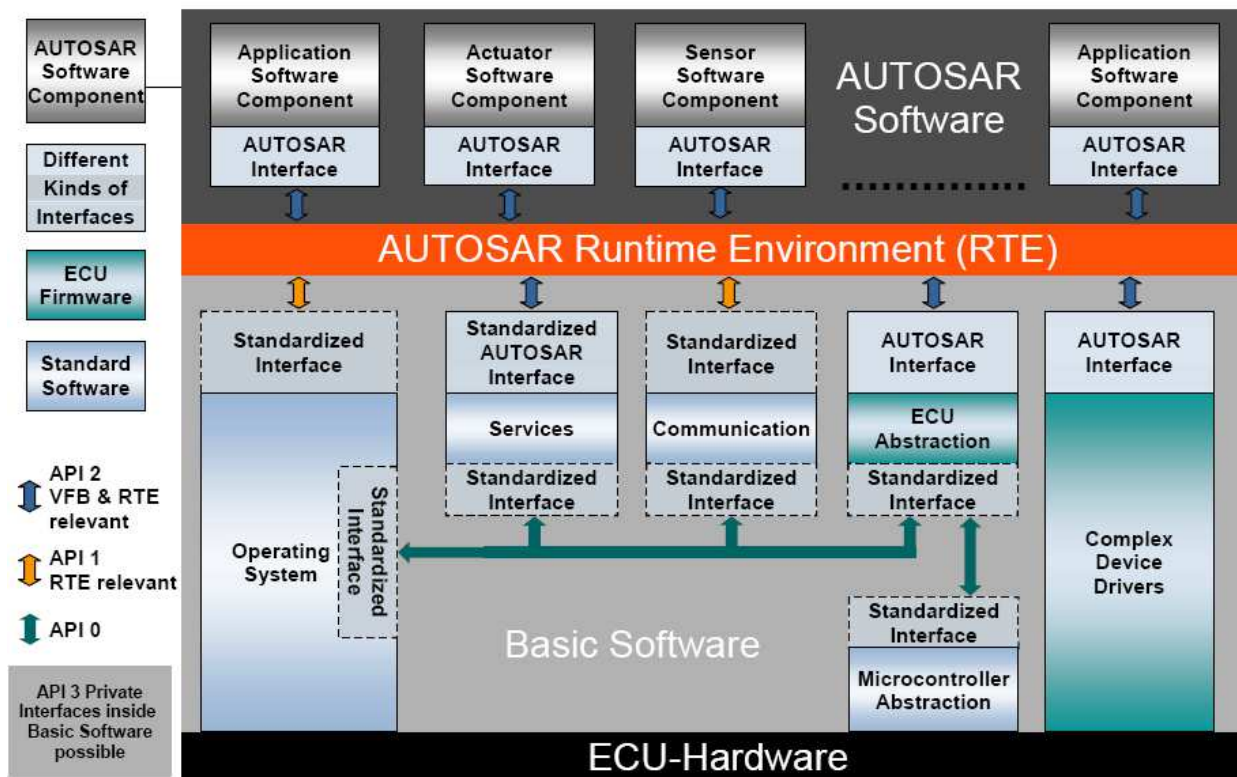 AUTOSAR
Software
Component
Different
Kinds of
Interfaces
ECU
Firmware
Standard
Software
API 2
VFB & RTE
relevant
API 1
RTE relevant
API 0
API 3 Private
Interfaces inside
Basic Software
possible
Application
Software
Component
AUTOSAR
Interface
Actuator
Software
Component
AUTOSAR
Interface
Sensor
Software
Component
AUTOSAR
Interface
AUTOSAR
Software
Application
Software
Component
AUTOSAR
Interface
AUTOSAR Runtime Environment (RTE)
Standardized
Interface
Operating
System
Standardized
Interface
Standardized
AUTOSAR
Interface
Services
Standardized
Interface
Standardized
Interface
Communication
Standardized
Interface
AUTOSAR
Interface
ECU
Abstraction
Standardized
Interface
Standardized
Interface
Microcontroller
Abstraction
AUTOSAR
Interface
Complex
Device
Drivers
Basic Software
ECU-Hardware